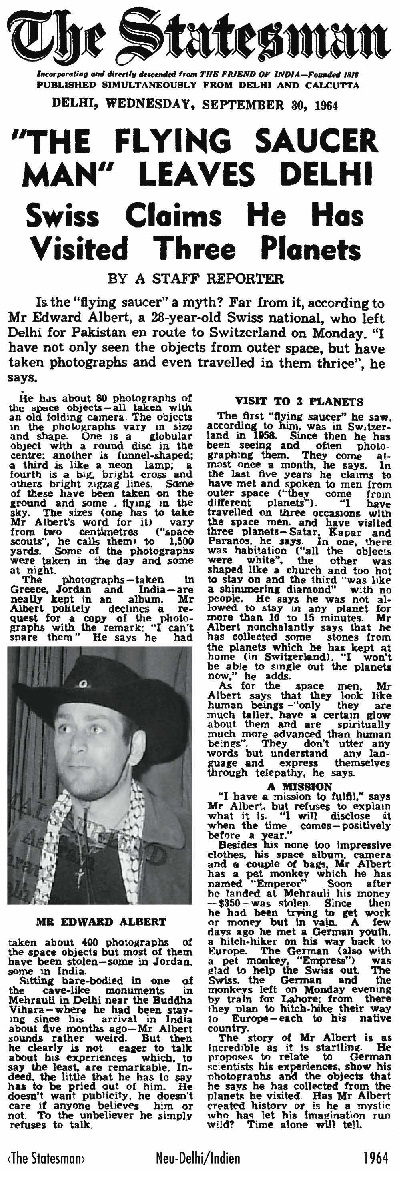 The Statesman
Incorporating and directly descended from THE FRIEND OF INDIA—Founded 1818
PUBLISHED SIMULTANEOUSLY FROM DELHI AND CALCUTTA
DELHI, WEDNESDAY, SEPTEMBER 30, 1964
"THE FLYING SAUCER
MAN" LEAVES DELHI
Swiss Claims He Has
Visited Three Planets
BY A STAFF REPORTER
Is the "flying saucer" a myth? Far from it, according to
Mr Edward Albert, a 28-year-old Swiss national, who left
Delhi for Pakistan en route to Switzerland on Monday. "I
have not only seen the objects from outer space, but have
taken photographs and even travelled in them thrice", he
says.
He has about 80 photographs of
the space objects—all taken with
an old folding camera. The objects
in the photographs vary in size
and shape. One is a globular
object with a round disc in the
centre; another is funnel-shaped;
a third is like a neon lamp; a
fourth is a big, bright cross and
others bright zigzag lines. Some
of these have been taken on the
ground and some flying in the
sky. The sizes (one has to take
Mr Albert's word for it) vary
from two centimetres ("space
scouts", he calls them) to 1,500
yards. Some of the photographs
were taken in the day and some
at night.
The photographs—taken in
Greece, Jordan and India—are
neatly kept in an album. Mr
Albert politely declines a re-
quest for a copy of the photo-
graphs with the remark: "I can't
spare them" He says he had
MR EDWARD ALBERT
taken about 400 photographs of
the space objects but most of them
have been stolen—some in Jordan,
some in India.
Sitting bare-bodied in one of
the cave-like monuments in
Mehrauli in Delhi near the Buddha
Vihara—where he had been stay-
ing since his arrival in India
about five months ago—Mr Albert
sounds rather weird. But then
he clearly is not eager to talk
about his experiences which, to
say the least, are remarkable. In-
deed, the little that he has to say
has to be pried out of him. He
doesn't want publicity, he doesn't
care if anyone believes him or
not. To the unbeliever he simply
refuses to talk.
VISIT TO 3 PLANETS
The first "flying saucer" he saw,
according to him, was in Switzer-
land in 1958. Since then he has
been seeing and often photo-
graphing them. They come al-
most once a month, he says. In
the last five years he claims to
have met and spoken to men from
outer space ("they come from
different planets"). "I have
travelled on three occasions with
the space men, and have visited
three planets—Satar, Kapar and
Paranos, he says. In one, there
was habitation ("all the objects
were white", the other was
shaped like a church and too hot
to stay on and the third "was like
a shimmering diamond" with no
people. He says he was not al-
lowed to stay in any planet for
more than 10 to 15 minutes. Mr
Albert nonchalantly says that he
has collected some stones from
the planets which he has kept at
home (in Switzerland). "I won't
be able to single out the planets
now," he adds.
As for the space men, Mr
Albert says that they look like
human beings—"only they are
much taller, have a certain glow
about them and are spiritually
much more advanced than human
beings". They don't utter any
words but understand any lan-
guage and express themselves
through telepathy, he says.
A MISSION
"I have a mission to fulfil," says
Mr Albert, but refuses to explain
what it is. "I will disclose it
when the time comes—positively
before a year."
Besides his none too impressive
clothes, his space album, camera
and a couple of bags, Mr Albert
has a pet monkey which he has
named "Emperor" Soon after
he landed at Mehrauli his money
—$350—was stolen. Since then
he had been trying to get work
or money but in vain. A few
days ago he met a German youth,
a hitch-hiker on his way back to
Europe. The German (also with
a pet monkey, "Empress") was
glad to help the Swiss out. The
Swiss, the German and the
monkeys left on Monday evening
by train for Lahore; from there
they plan to hitch-hike their way
to Europe—each to his native
country.
The story of Mr Albert is as
incredible as it is startling. He
proposes to relate to German
scientists his experiences, show his
photographs and the objects that
he says he has collected from the
planets he visited. Has Mr Albert
created history or is he a mystic
who has let his imagination run
wild? Time alone will tell.
‹The Statesman› Neu-Delhi/Indien 1964